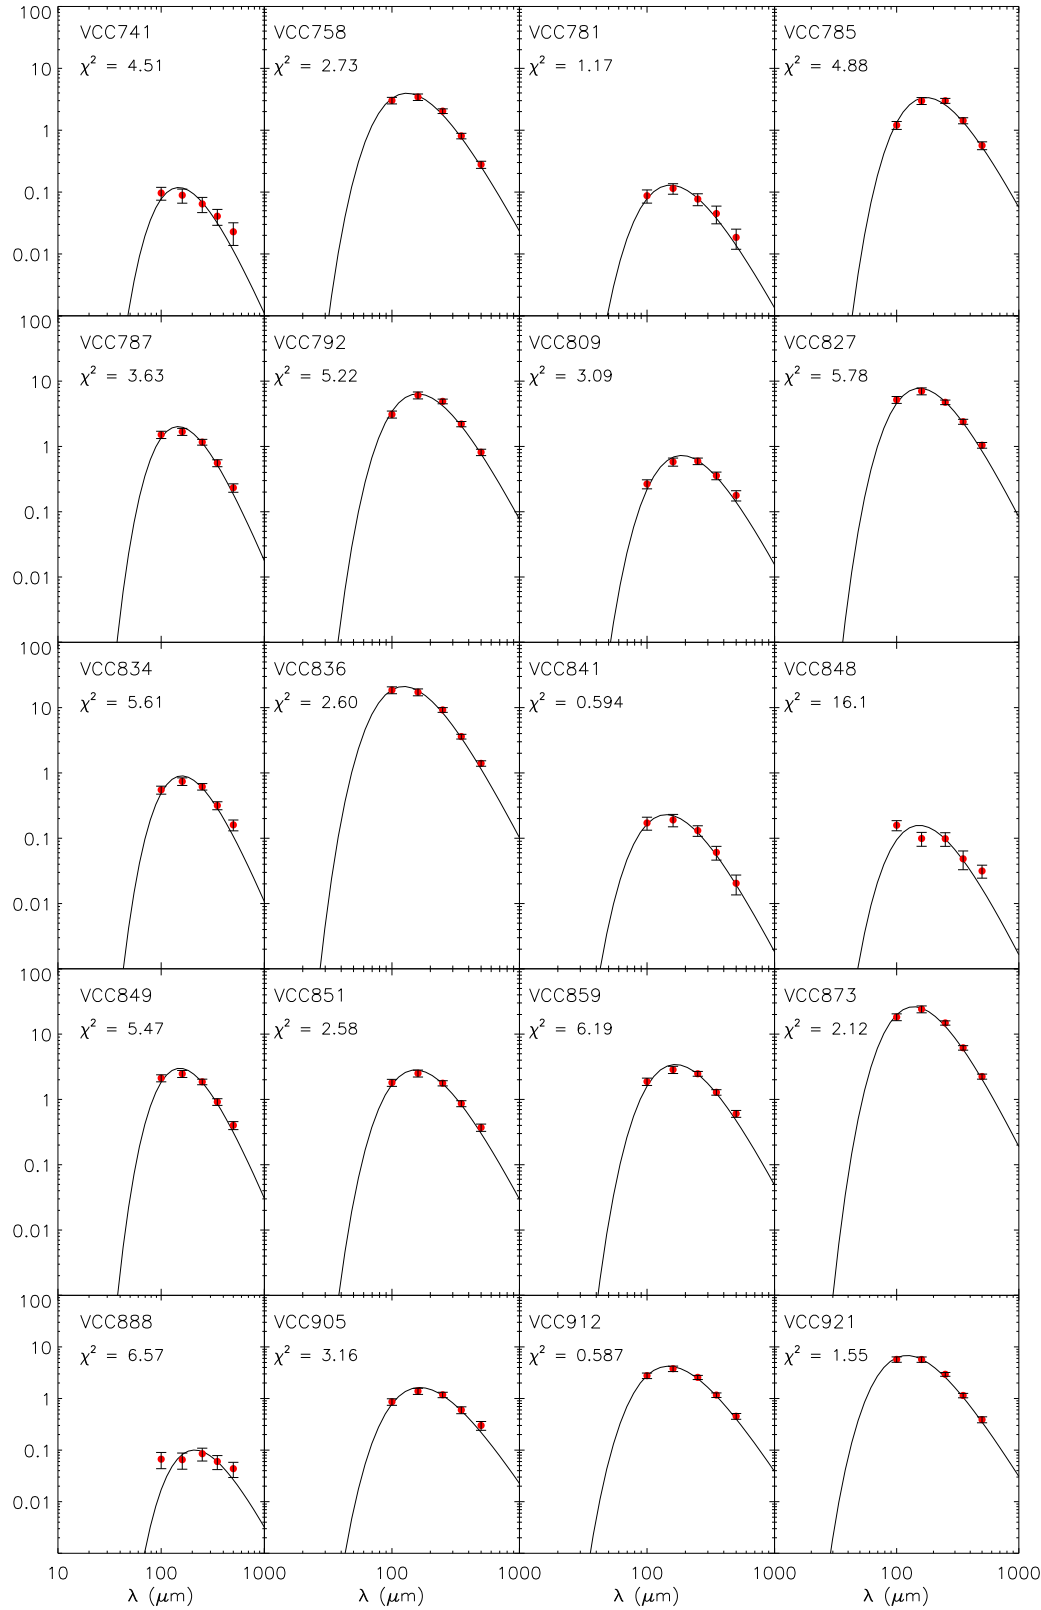 100
10
1
0.1
0.01
VCC741
χ² = 4.51
VCC758
χ² = 2.73
VCC781
χ² = 1.17
VCC785
χ² = 4.88
100
10
1
0.1
0.01
VCC787
χ² = 3.63
VCC792
χ² = 5.22
VCC809
χ² = 3.09
VCC827
χ² = 5.78
100
10
1
0.1
0.01
VCC834
χ² = 5.61
VCC836
χ² = 2.60
VCC841
χ² = 0.594
VCC848
χ² = 16.1
100
10
1
0.1
0.01
VCC849
χ² = 5.47
VCC851
χ² = 2.58
VCC859
χ² = 6.19
VCC873
χ² = 2.12
100
10
1
0.1
0.01
VCC888
χ² = 6.57
VCC905
χ² = 3.16
VCC912
χ² = 0.587
VCC921
χ² = 1.55
10 100 1000 100 1000 100 1000 100 1000
λ (μm) λ (μm) λ (μm) λ (μm)